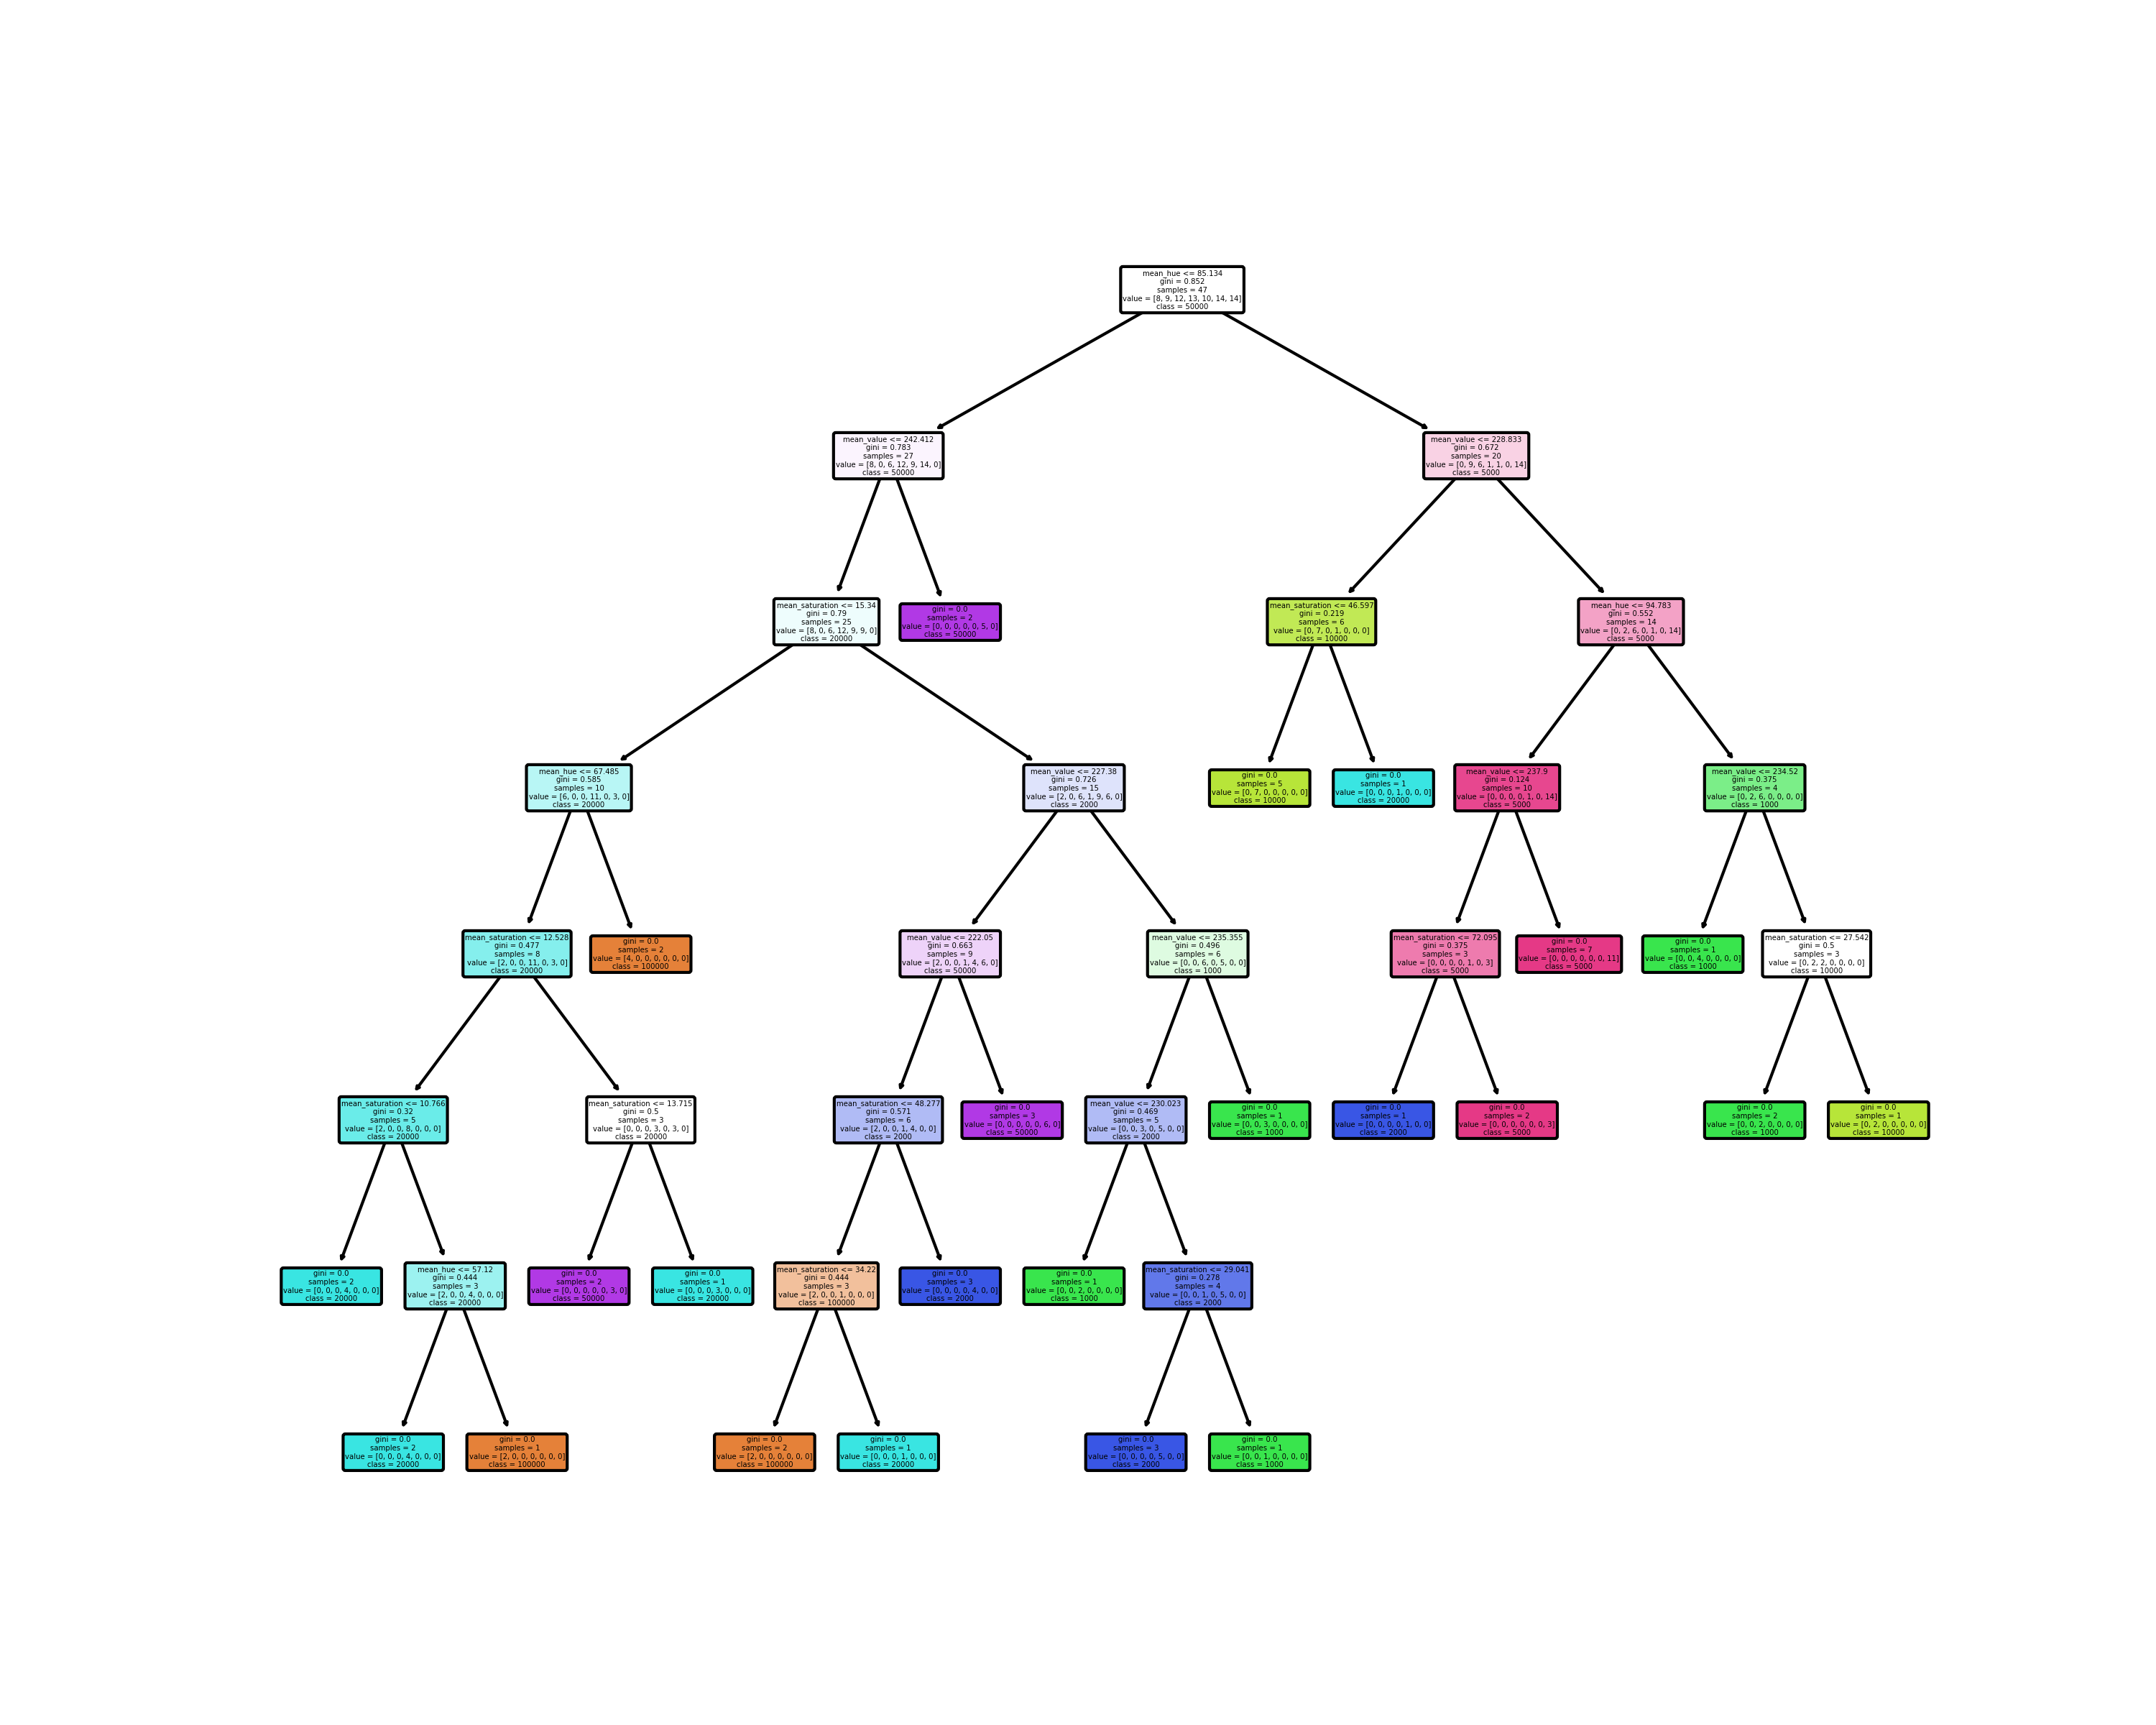 mean_hue <= 85.134
gini = 0.852
samples = 47
value = [8, 9, 12, 13, 10, 14, 14]
class = 50000
mean_value <= 242.412
gini = 0.783
samples = 27
value = [8, 0, 6, 12, 9, 14, 0]
class = 50000
mean_value <= 228.833
gini = 0.672
samples = 20
value = [0, 9, 6, 1, 1, 0, 14]
class = 5000
mean_saturation <= 15.34
gini = 0.79
samples = 25
value = [8, 0, 6, 12, 9, 9, 0]
class = 20000
gini = 0.0
samples = 2
value = [0, 0, 0, 0, 0, 5, 0]
class = 50000
mean_saturation <= 46.597
gini = 0.219
samples = 6
value = [0, 7, 0, 1, 0, 0, 0]
class = 10000
mean_hue <= 94.783
gini = 0.552
samples = 14
value = [0, 2, 6, 0, 1, 0, 14]
class = 5000
mean_hue <= 67.485
gini = 0.585
samples = 10
value = [6, 0, 0, 11, 0, 3, 0]
class = 20000
mean_value <= 227.38
gini = 0.726
samples = 15
value = [2, 0, 6, 1, 9, 6, 0]
class = 2000
gini = 0.0
samples = 5
value = [0, 7, 0, 0, 0, 0, 0]
class = 10000
gini = 0.0
samples = 1
value = [0, 0, 0, 1, 0, 0, 0]
class = 20000
mean_value <= 237.9
gini = 0.124
samples = 10
value = [0, 0, 0, 0, 1, 0, 14]
class = 5000
mean_value <= 234.52
gini = 0.375
samples = 4
value = [0, 2, 6, 0, 0, 0, 0]
class = 1000
mean_saturation <= 12.528
gini = 0.477
samples = 8
value = [2, 0, 0, 11, 0, 3, 0]
class = 20000
gini = 0.0
samples = 2
value = [4, 0, 0, 0, 0, 0, 0]
class = 100000
mean_value <= 222.05
gini = 0.663
samples = 9
value = [2, 0, 0, 1, 4, 6, 0]
class = 50000
mean_value <= 235.355
gini = 0.496
samples = 6
value = [0, 0, 6, 0, 5, 0, 0]
class = 1000
mean_saturation <= 72.095
gini = 0.375
samples = 3
value = [0, 0, 0, 0, 1, 0, 3]
class = 5000
gini = 0.0
samples = 7
value = [0, 0, 0, 0, 0, 0, 11]
class = 5000
gini = 0.0
samples = 1
value = [0, 0, 4, 0, 0, 0, 0]
class = 1000
mean_saturation <= 27.542
gini = 0.5
samples = 3
value = [0, 2, 2, 0, 0, 0, 0]
class = 10000
mean_saturation <= 10.766
gini = 0.32
samples = 5
value = [2, 0, 0, 8, 0, 0, 0]
class = 20000
mean_saturation <= 13.715
gini = 0.5
samples = 3
value = [0, 0, 0, 3, 0, 3, 0]
class = 20000
mean_saturation <= 48.277
gini = 0.571
samples = 6
value = [2, 0, 0, 1, 4, 0, 0]
class = 2000
gini = 0.0
samples = 3
value = [0, 0, 0, 0, 0, 6, 0]
class = 50000
mean_value <= 230.023
gini = 0.469
samples = 5
value = [0, 0, 3, 0, 5, 0, 0]
class = 2000
gini = 0.0
samples = 1
value = [0, 0, 3, 0, 0, 0, 0]
class = 1000
gini = 0.0
samples = 1
value = [0, 0, 0, 0, 1, 0, 0]
class = 2000
gini = 0.0
samples = 2
value = [0, 0, 0, 0, 0, 0, 3]
class = 5000
gini = 0.0
samples = 2
value = [0, 0, 2, 0, 0, 0, 0]
class = 1000
gini = 0.0
samples = 1
value = [0, 2, 0, 0, 0, 0, 0]
class = 10000
gini = 0.0
samples = 2
value = [0, 0, 0, 4, 0, 0, 0]
class = 20000
mean_hue <= 57.12
gini = 0.444
samples = 3
value = [2, 0, 0, 4, 0, 0, 0]
class = 20000
gini = 0.0
samples = 2
value = [0, 0, 0, 0, 0, 3, 0]
class = 50000
gini = 0.0
samples = 1
value = [0, 0, 0, 3, 0, 0, 0]
class = 20000
mean_saturation <= 34.22
gini = 0.444
samples = 3
value = [2, 0, 0, 1, 0, 0, 0]
class = 100000
gini = 0.0
samples = 3
value = [0, 0, 0, 0, 4, 0, 0]
class = 2000
gini = 0.0
samples = 1
value = [0, 0, 2, 0, 0, 0, 0]
class = 1000
mean_saturation <= 29.041
gini = 0.278
samples = 4
value = [0, 0, 1, 0, 5, 0, 0]
class = 2000
gini = 0.0
samples = 2
value = [0, 0, 0, 4, 0, 0, 0]
class = 20000
gini = 0.0
samples = 1
value = [2, 0, 0, 0, 0, 0, 0]
class = 100000
gini = 0.0
samples = 2
value = [2, 0, 0, 0, 0, 0, 0]
class = 100000
gini = 0.0
samples = 1
value = [0, 0, 0, 1, 0, 0, 0]
class = 20000
gini = 0.0
samples = 3
value = [0, 0, 0, 0, 5, 0, 0]
class = 2000
gini = 0.0
samples = 1
value = [0, 0, 1, 0, 0, 0, 0]
class = 1000